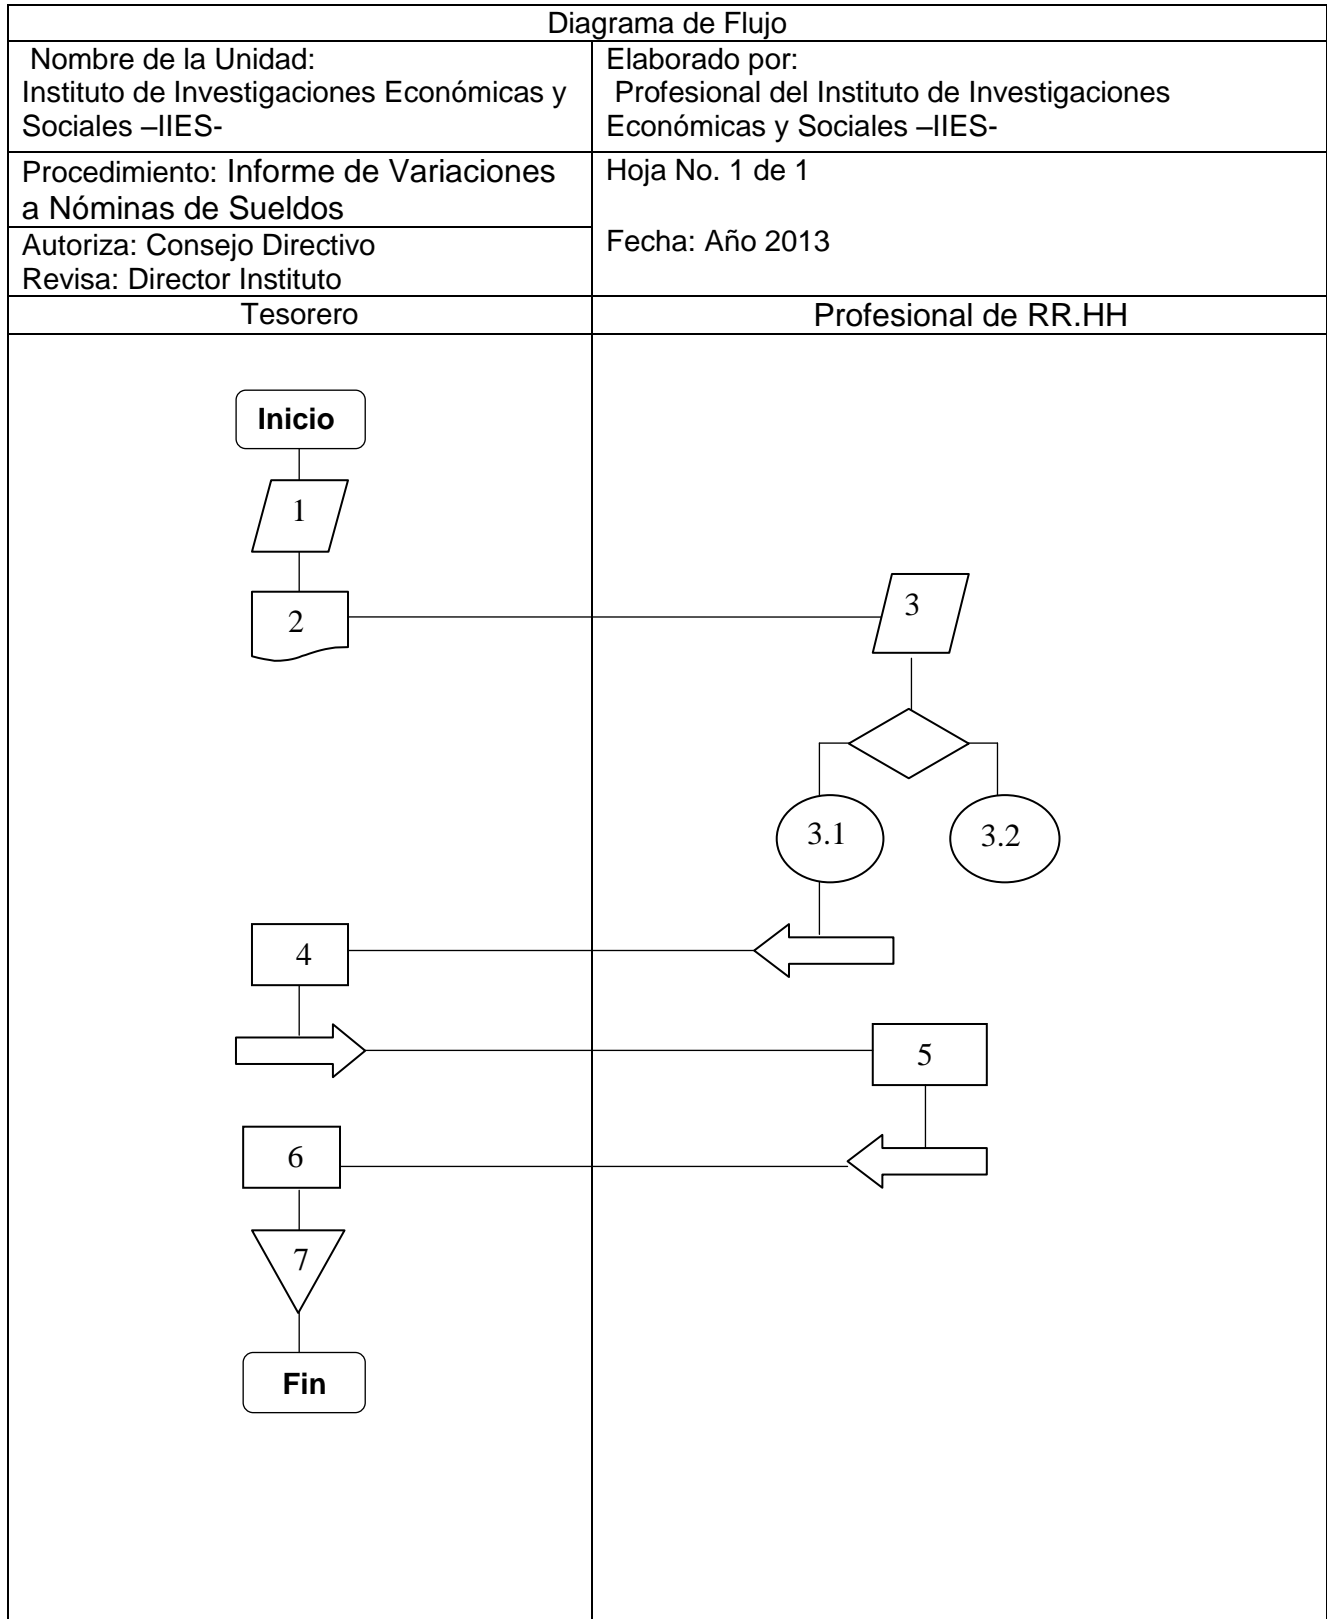 Diagrama de Flujo
Nombre de la Unidad:
Instituto de Investigaciones Económicas y
Sociales –IIES-
Elaborado por:
Profesional del Instituto de Investigaciones
Económicas y Sociales –IIES-
Procedimiento: Informe de Variaciones
a Nóminas de Sueldos
Hoja No. 1 de 1
Autoriza: Consejo Directivo
Revisa: Director Instituto
Fecha: Año 2013
Tesorero
Profesional de RR.HH
Inicio
1
2
3
3.1
3.2
4
5
6
7
Fin